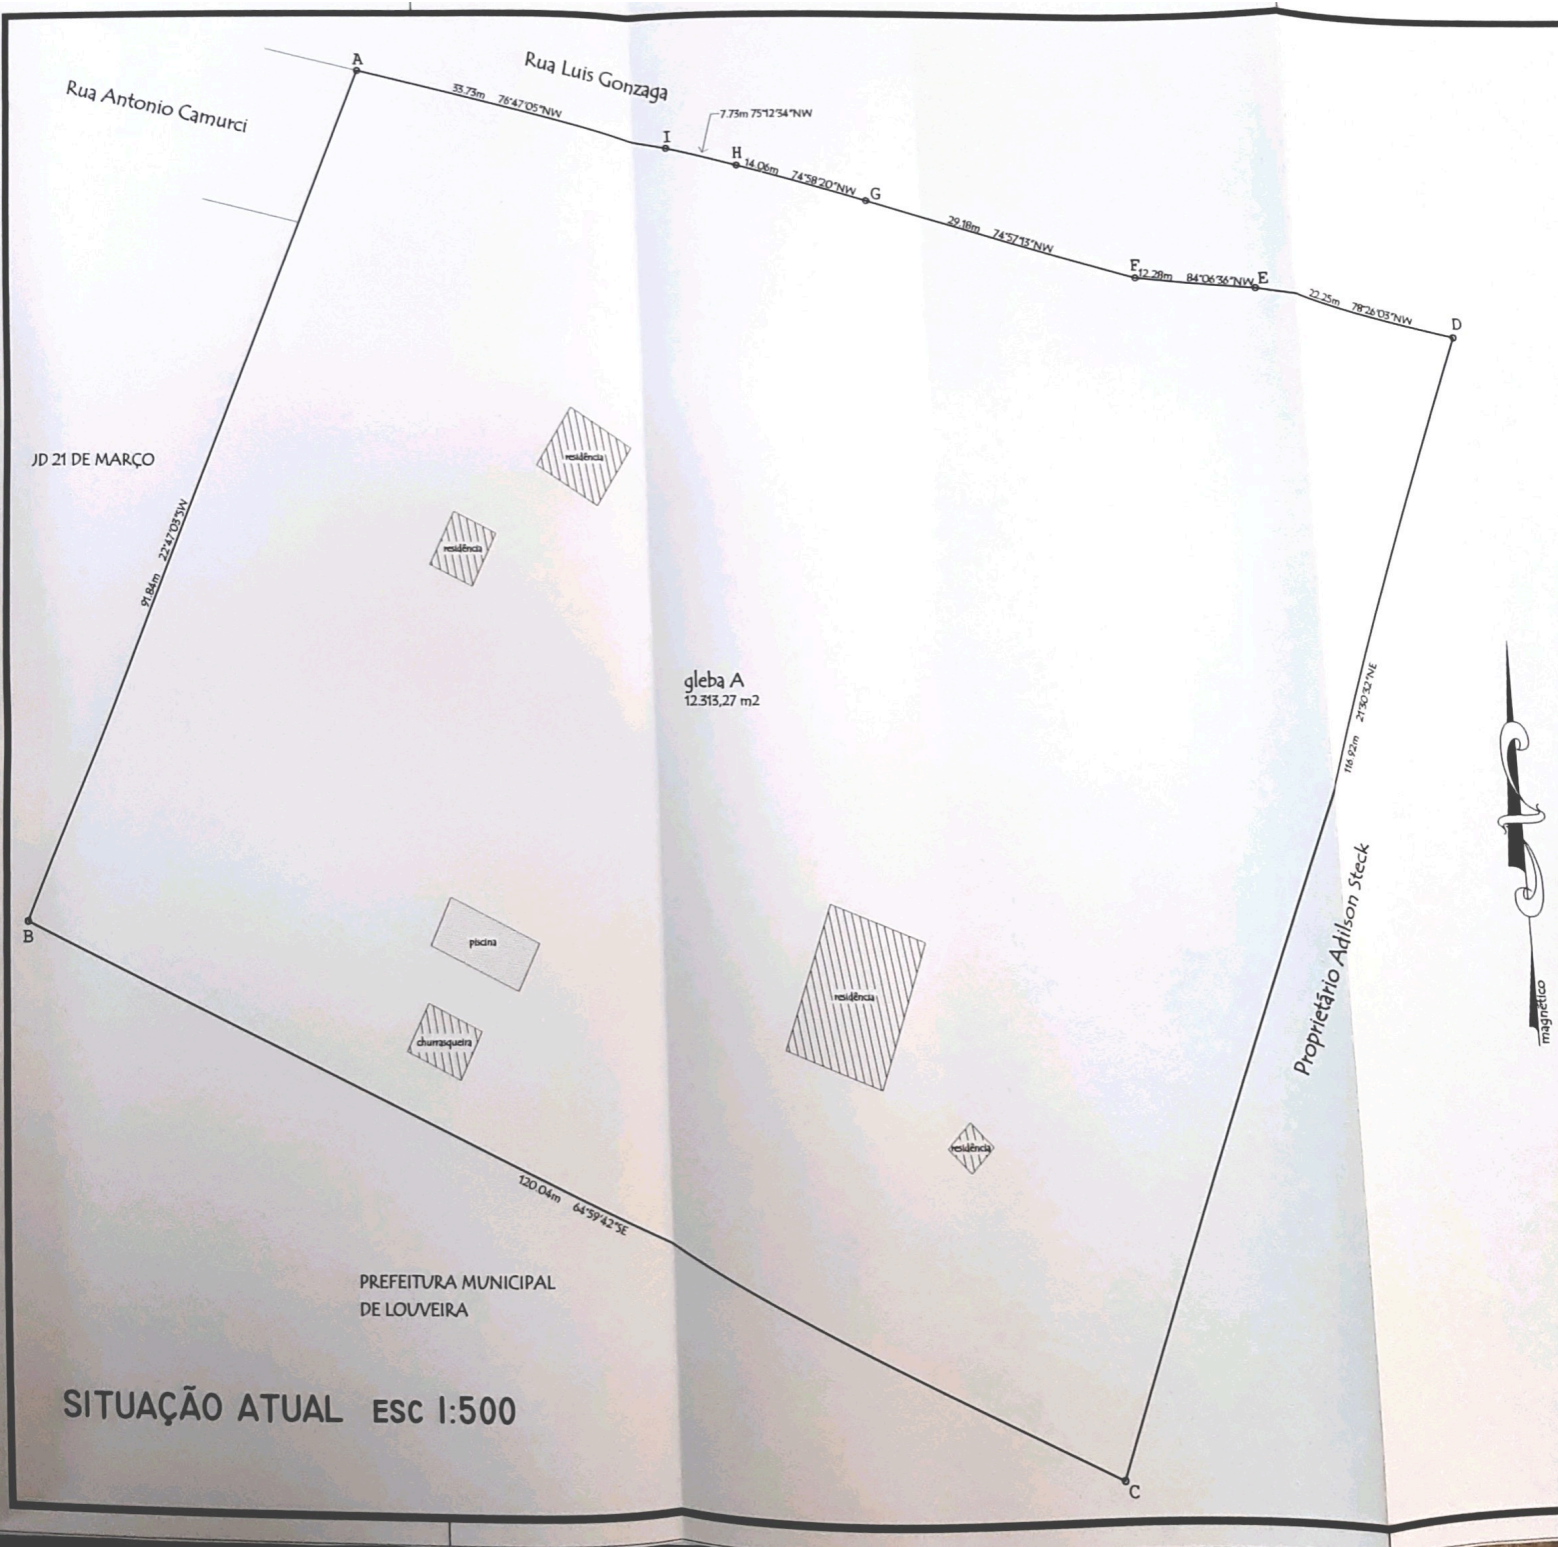 A
Rua Luis Gonzaga
Rua Antonio Camurci
33.73m 76°47'05"NW
I
7.73m 75°12'34"NW
H
14.06m 74°58'20"NW
G
29.18m 74°57'13"NW
F
12.28m 84°06'36"NW
E
22.25m 78°26'03"NW
D
residência
JD 21 DE MARÇO
residência
91.84m 22°47'03"SW
gleba A
12.313,27 m2
116.92m 21°30'32"NE
B
piscina
Proprietário Adilson Steck
residência
magnético
churrasqueira
residência
120.04m 64°59'42"SE
PREFEITURA MUNICIPAL
DE LOUVEIRA
SITUAÇÃO ATUAL ESC 1:500
C